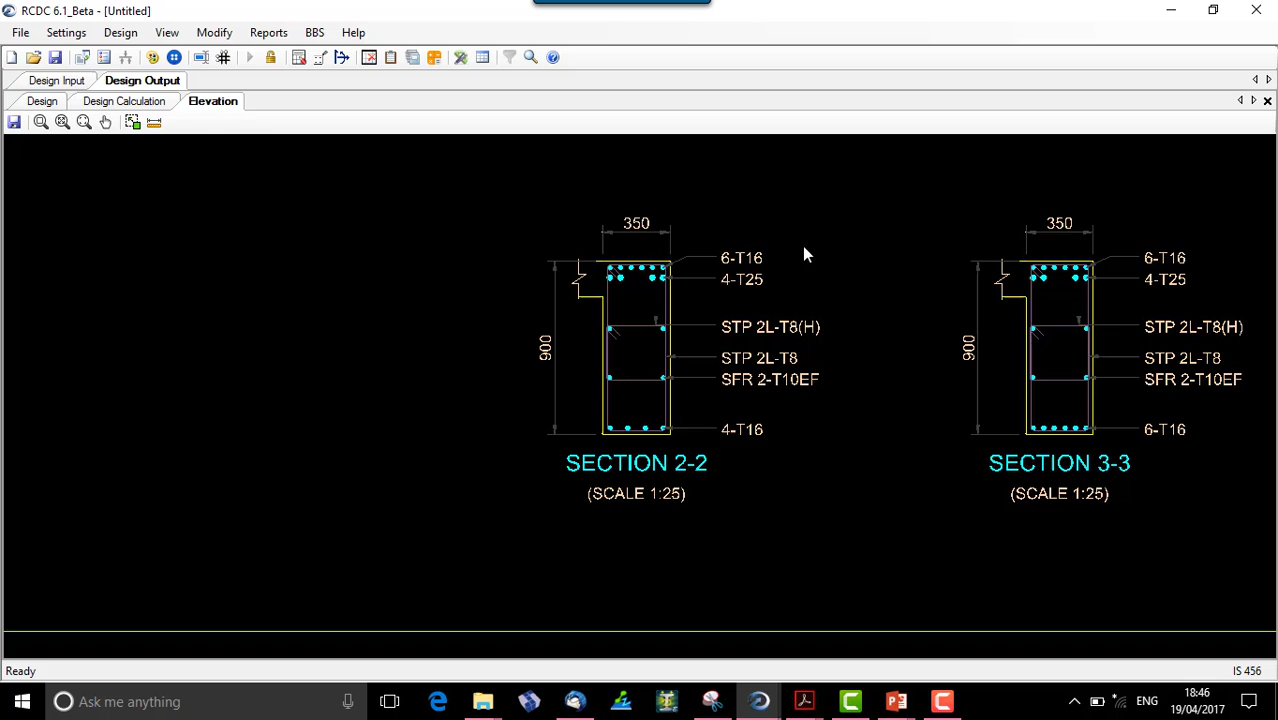 RCDC 6.1_Beta - [Untitled]
File Settings Design View Modify Reports BBS Help
Design Input Design Output
Design Design Calculation Elevation
350 350
6-T16 6-T16
4-T25 4-T25
STP 2L-T8(H) STP 2L-T8(H)
900 900
STP 2L-T8 STP 2L-T8
SFR 2-T10EF SFR 2-T10EF
4-T16 6-T16
SECTION 2-2 SECTION 3-3
(SCALE 1:25) (SCALE 1:25)
Ready IS 456
Ask me anything ENG 18:46
19/04/2017